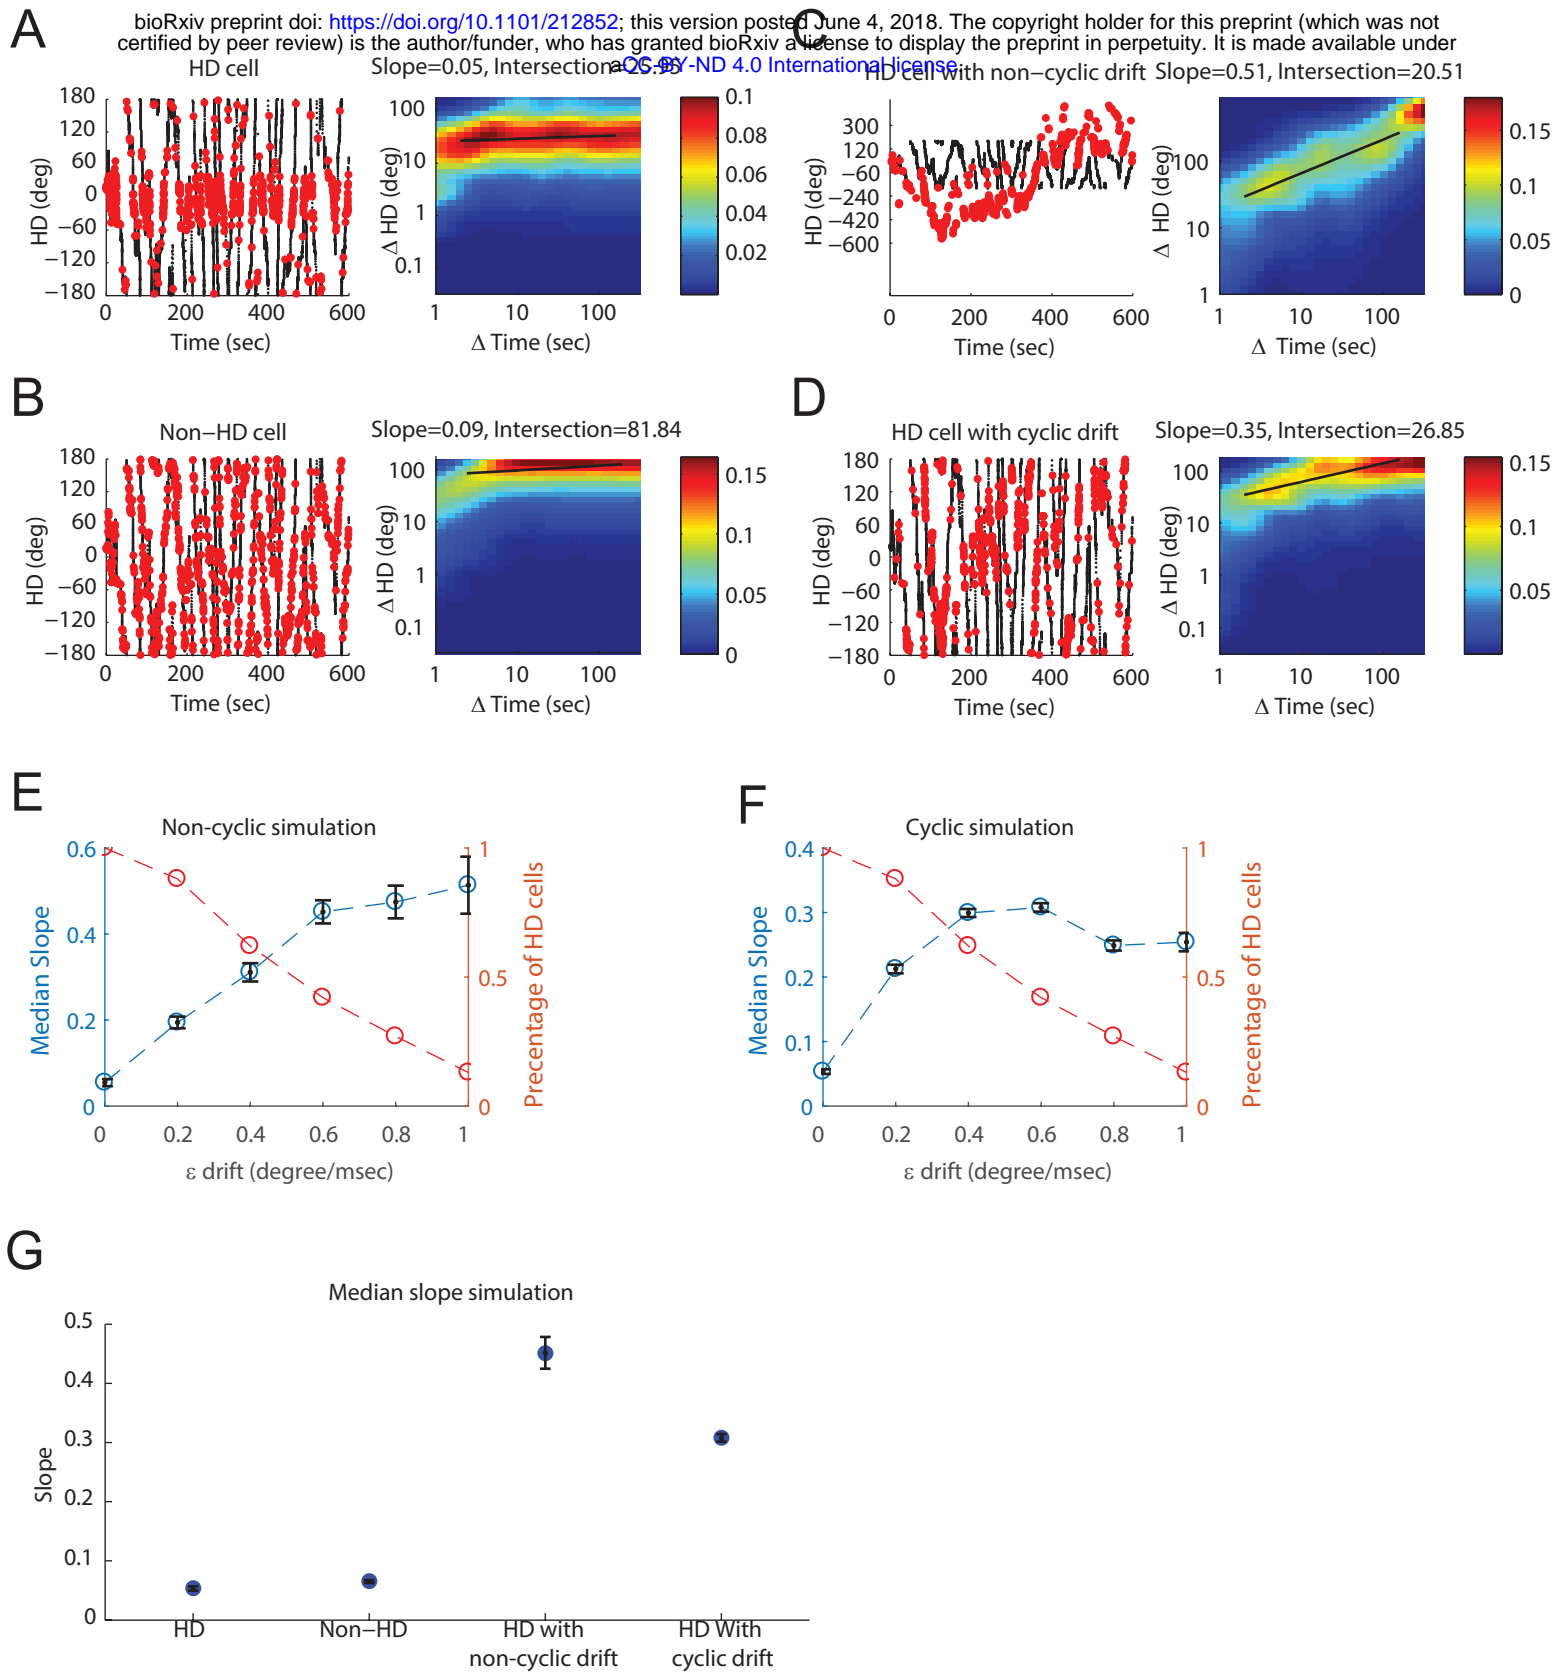 bioRxiv preprint doi: https://doi.org/10.1101/212852; this version posted June 4, 2018. The copyright holder for this preprint (which was not
certified by peer review) is the author/funder, who has granted bioRxiv a license to display the preprint in perpetuity. It is made available under
aCC-BY-ND 4.0 International license.
A
HD cell
Slope=0.05, Intersection=25.95
180
120
60
0
−60
−120
−180
HD (deg)
0 200 400 600
Time (sec)
100
10
1
0.1
Δ HD (deg)
1 10 100
Δ Time (sec)
0.1
0.08
0.06
0.04
0.02
C
HD cell with non−cyclic drift
Slope=0.51, Intersection=20.51
300
120
−60
−240
−420
−600
HD (deg)
0 200 400 600
Time (sec)
100
10
1
Δ HD (deg)
1 10 100
Δ Time (sec)
0.15
0.1
0.05
0
B
Non−HD cell
Slope=0.09, Intersection=81.84
180
120
60
0
−60
−120
−180
HD (deg)
0 200 400 600
Time (sec)
100
10
1
0.1
Δ HD (deg)
1 10 100
Δ Time (sec)
0.15
0.1
0.05
0
D
HD cell with cyclic drift
Slope=0.35, Intersection=26.85
180
120
60
0
−60
−120
−180
HD (deg)
0 200 400 600
Time (sec)
100
10
1
0.1
Δ HD (deg)
1 10 100
Δ Time (sec)
0.15
0.1
0.05
E
Non-cyclic simulation
0.6
0.4
0.2
0
Median Slope
1
0.5
0
Precentage of HD cells
0 0.2 0.4 0.6 0.8 1
ε drift (degree/msec)
F
Cyclic simulation
0.4
0.3
0.2
0.1
0
Median Slope
1
0.5
0
Precentage of HD cells
0 0.2 0.4 0.6 0.8 1
ε drift (degree/msec)
G
Median slope simulation
0.5
0.4
0.3
0.2
0.1
0
Slope
HD Non−HD HD with HD With
non-cyclic drift cyclic drift